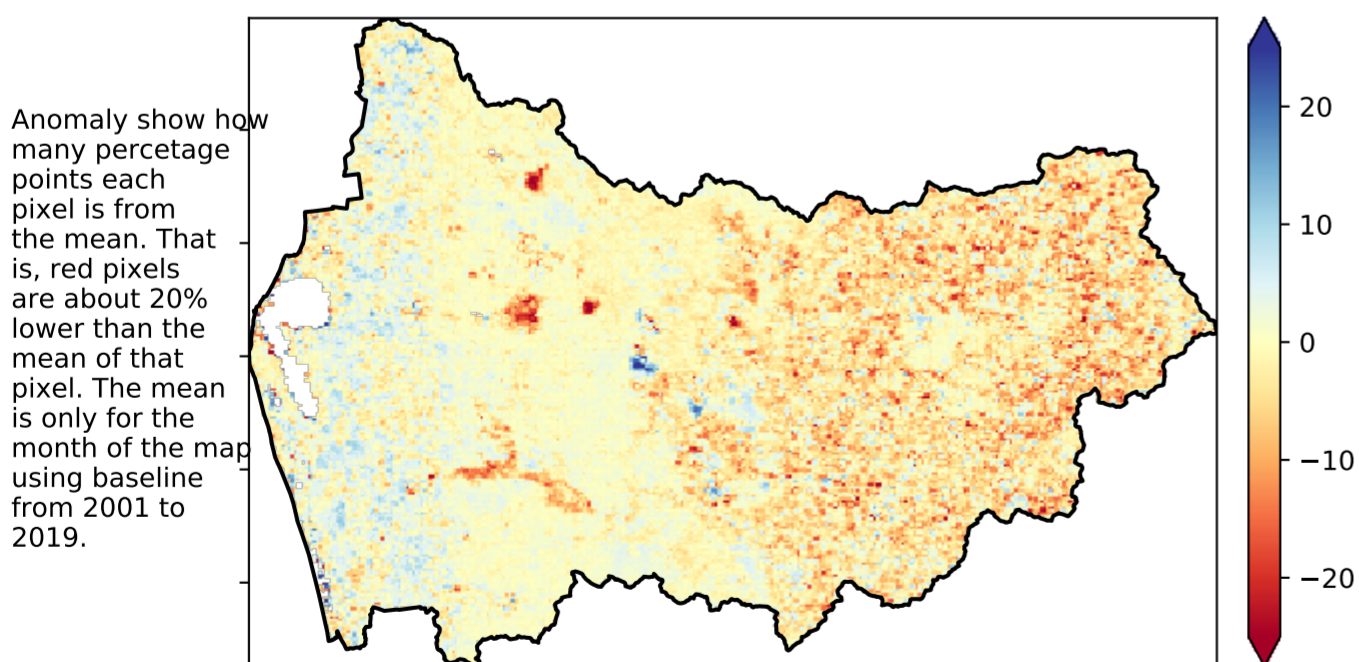 Anomaly show how
many percetage
points each
pixel is from
the mean. That
is, red pixels
are about 20%
lower than the
mean of that
pixel. The mean
is only for the
month of the map
using baseline
from 2001 to
2019.
20
10
0
−10
−20